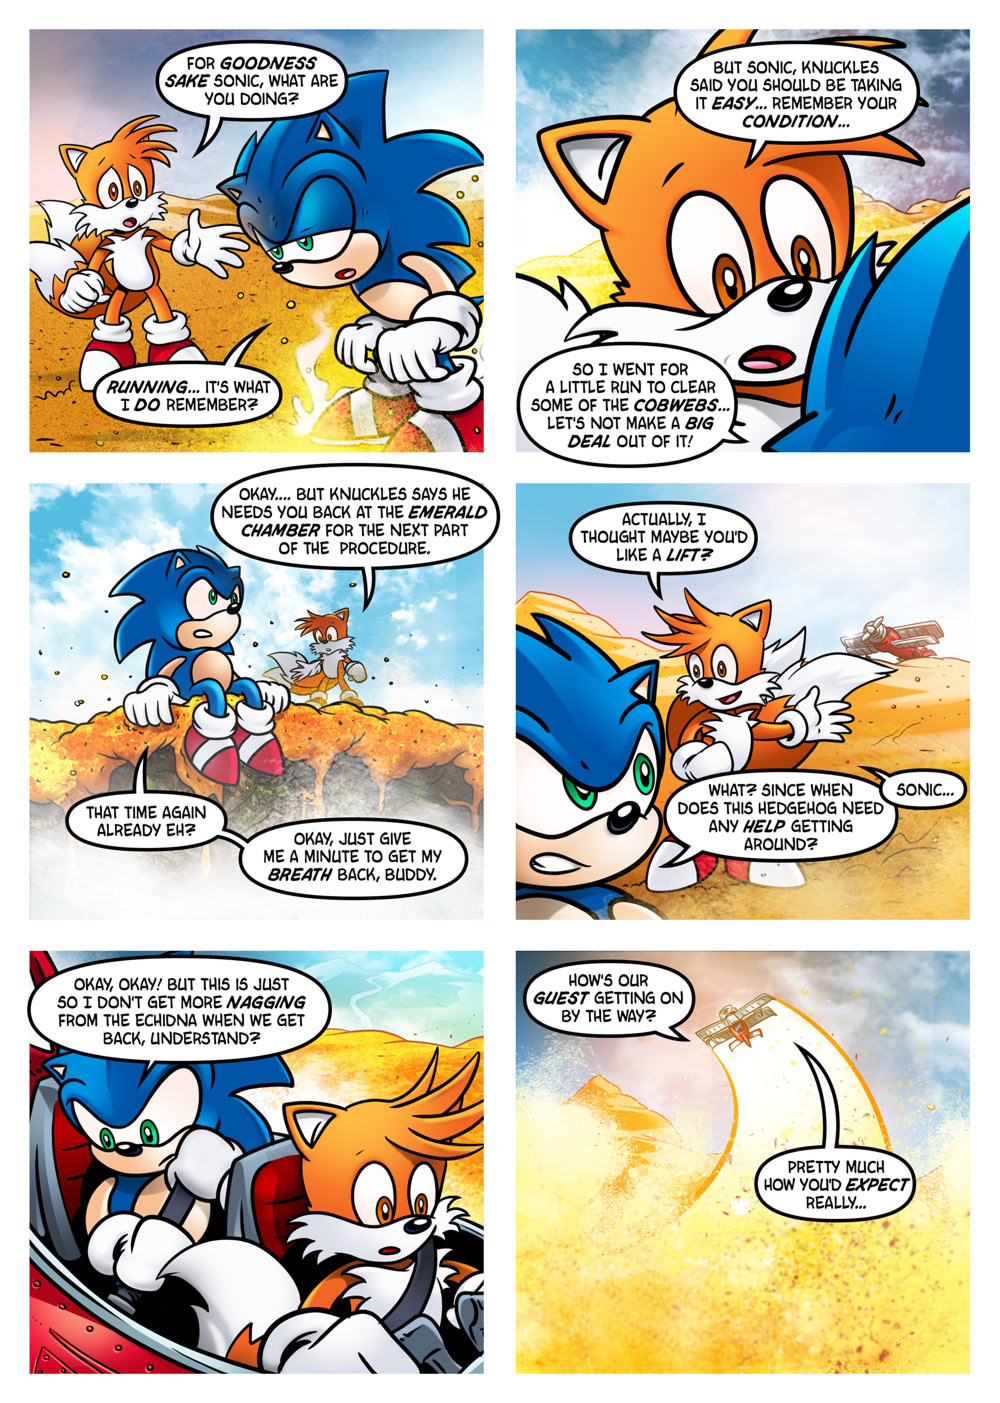 FOR GOODNESS
SAKE SONIC, WHAT ARE
YOU DOING?
RUNNING... IT'S WHAT
I DO REMEMBER?
BUT SONIC, KNUCKLES
SAID YOU SHOULD BE TAKING
IT EASY... REMEMBER YOUR
CONDITION...
SO I WENT FOR
A LITTLE RUN TO CLEAR
SOME OF THE COBWEBS...
LET'S NOT MAKE A BIG
DEAL OUT OF IT!
OKAY.... BUT KNUCKLES SAYS HE
NEEDS YOU BACK AT THE EMERALD
CHAMBER FOR THE NEXT PART
OF THE PROCEDURE.
THAT TIME AGAIN
ALREADY EH?
OKAY, JUST GIVE
ME A MINUTE TO GET MY
BREATH BACK, BUDDY.
ACTUALLY, I
THOUGHT MAYBE YOU'D
LIKE A LIFT?
WHAT? SINCE WHEN
DOES THIS HEDGEHOG NEED
ANY HELP GETTING
AROUND?
SONIC...
OKAY, OKAY! BUT THIS IS JUST
SO I DON'T GET MORE NAGGING
FROM THE ECHIDNA WHEN WE GET
BACK, UNDERSTAND?
HOW'S OUR
GUEST GETTING ON
BY THE WAY?
PRETTY MUCH
HOW YOU'D EXPECT
REALLY...